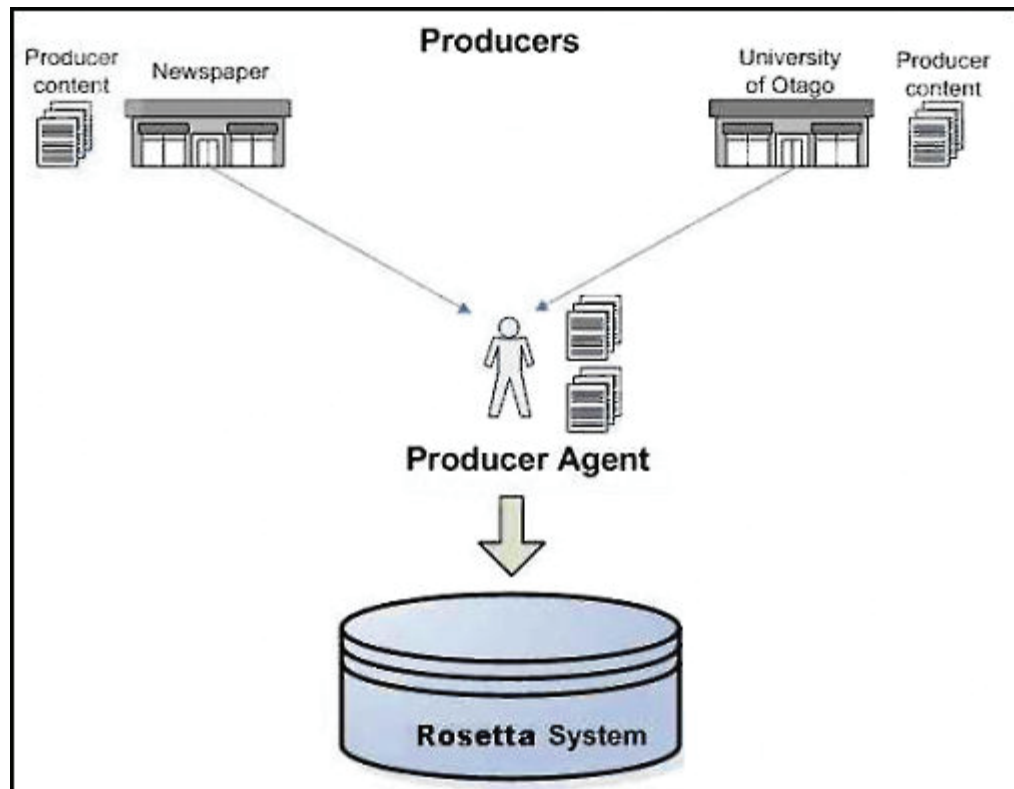 Producers
Producer
content
Newspaper
University
of Otago
Producer
content
Producer Agent
Rosetta System